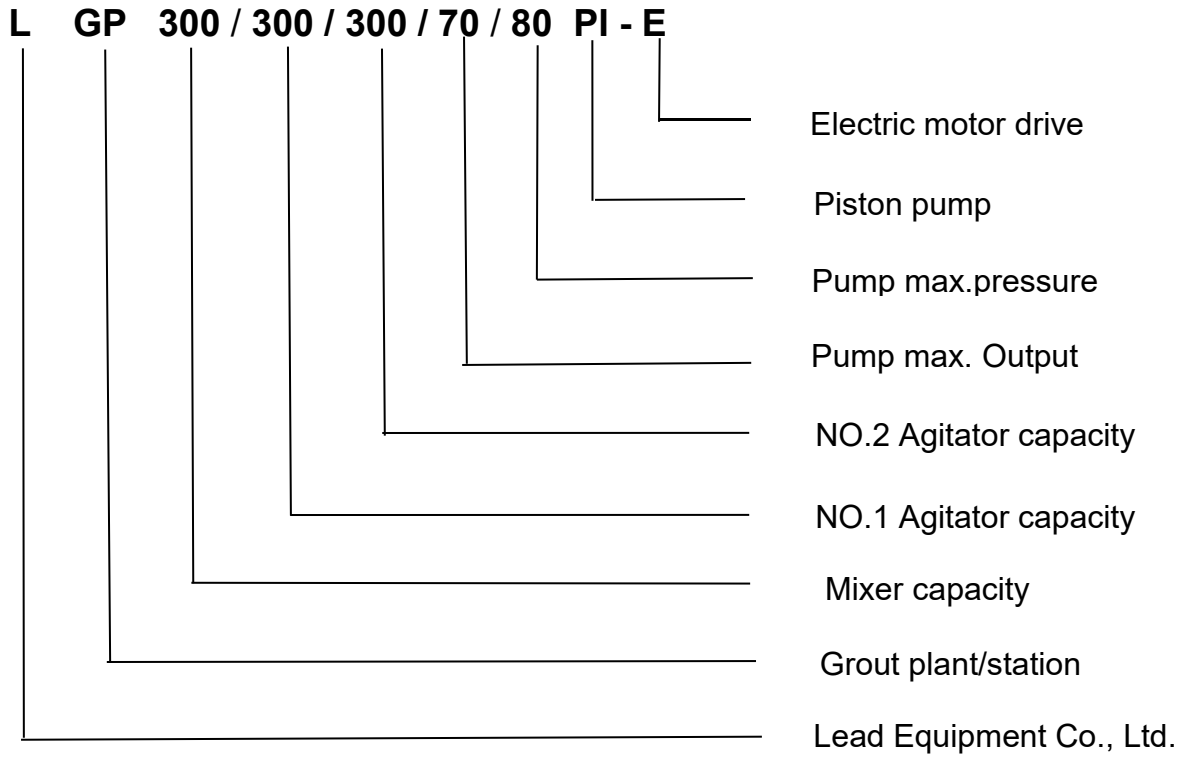 L GP 300 / 300 / 300 / 70 / 80 PI - E
Electric motor drive
Piston pump
Pump max.pressure
Pump max. Output
NO.2 Agitator capacity
NO.1 Agitator capacity
Mixer capacity
Grout plant/station
Lead Equipment Co., Ltd.